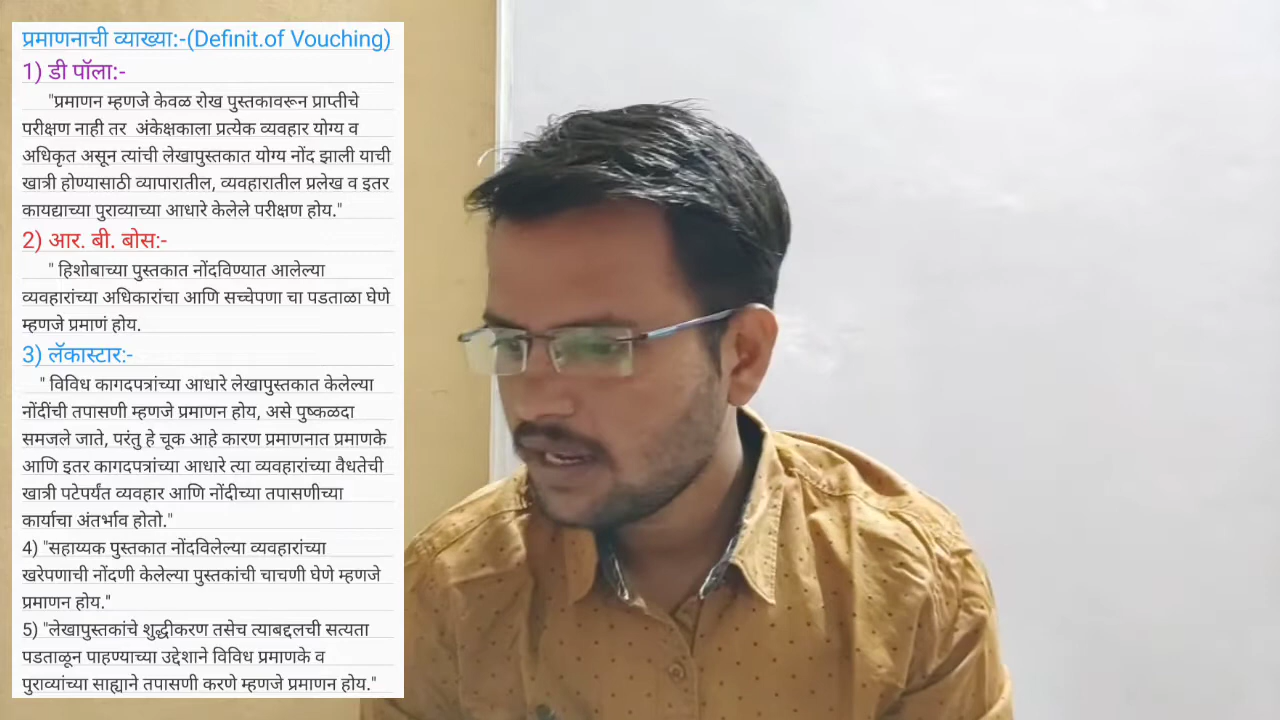 प्रमाणनाची व्याख्या:-(Definit.of Vouching)
1) डी पॉला:-
"प्रमाणन म्हणजे केवळ रोख पुस्तकावरून प्राप्तीचे
परीक्षण नाही तर अंकेक्षकाला प्रत्येक व्यवहार योग्य व
अधिकृत असून त्यांची लेखापुस्तकात योग्य नोंद झाली याची
खात्री होण्यासाठी व्यापारातील, व्यवहारातील प्रलेख व इतर
कायद्याच्या पुराव्याच्या आधारे केलेले परीक्षण होय."
2) आर. बी. बोस:-
" हिशोबाच्या पुस्तकात नोंदविण्यात आलेल्या
व्यवहारांच्या अधिकारांचा आणि सच्चेपणा चा पडताळा घेणे
म्हणजे प्रमाणं होय.
3) लॅकास्टार:-
" विविध कागदपत्रांच्या आधारे लेखापुस्तकात केलेल्या
नोंदींची तपासणी म्हणजे प्रमाणन होय, असे पुष्कळदा
समजले जाते, परंतु हे चूक आहे कारण प्रमाणनात प्रमाणके
आणि इतर कागदपत्रांच्या आधारे त्या व्यवहारांच्या वैधतेची
खात्री पटेपर्यंत व्यवहार आणि नोंदीच्या तपासणीच्या
कार्याचा अंतर्भाव होतो."
4) "सहाय्यक पुस्तकात नोंदविलेल्या व्यवहारांच्या
खरेपणाची नोंदणी केलेल्या पुस्तकांची चाचणी घेणे म्हणजे
प्रमाणन होय."
5) "लेखापुस्तकांचे शुद्धीकरण तसेच त्याबद्दलची सत्यता
पडताळून पाहण्याच्या उद्देशाने विविध प्रमाणके व
पुराव्यांच्या साह्याने तपासणी करणे म्हणजे प्रमाणन होय."